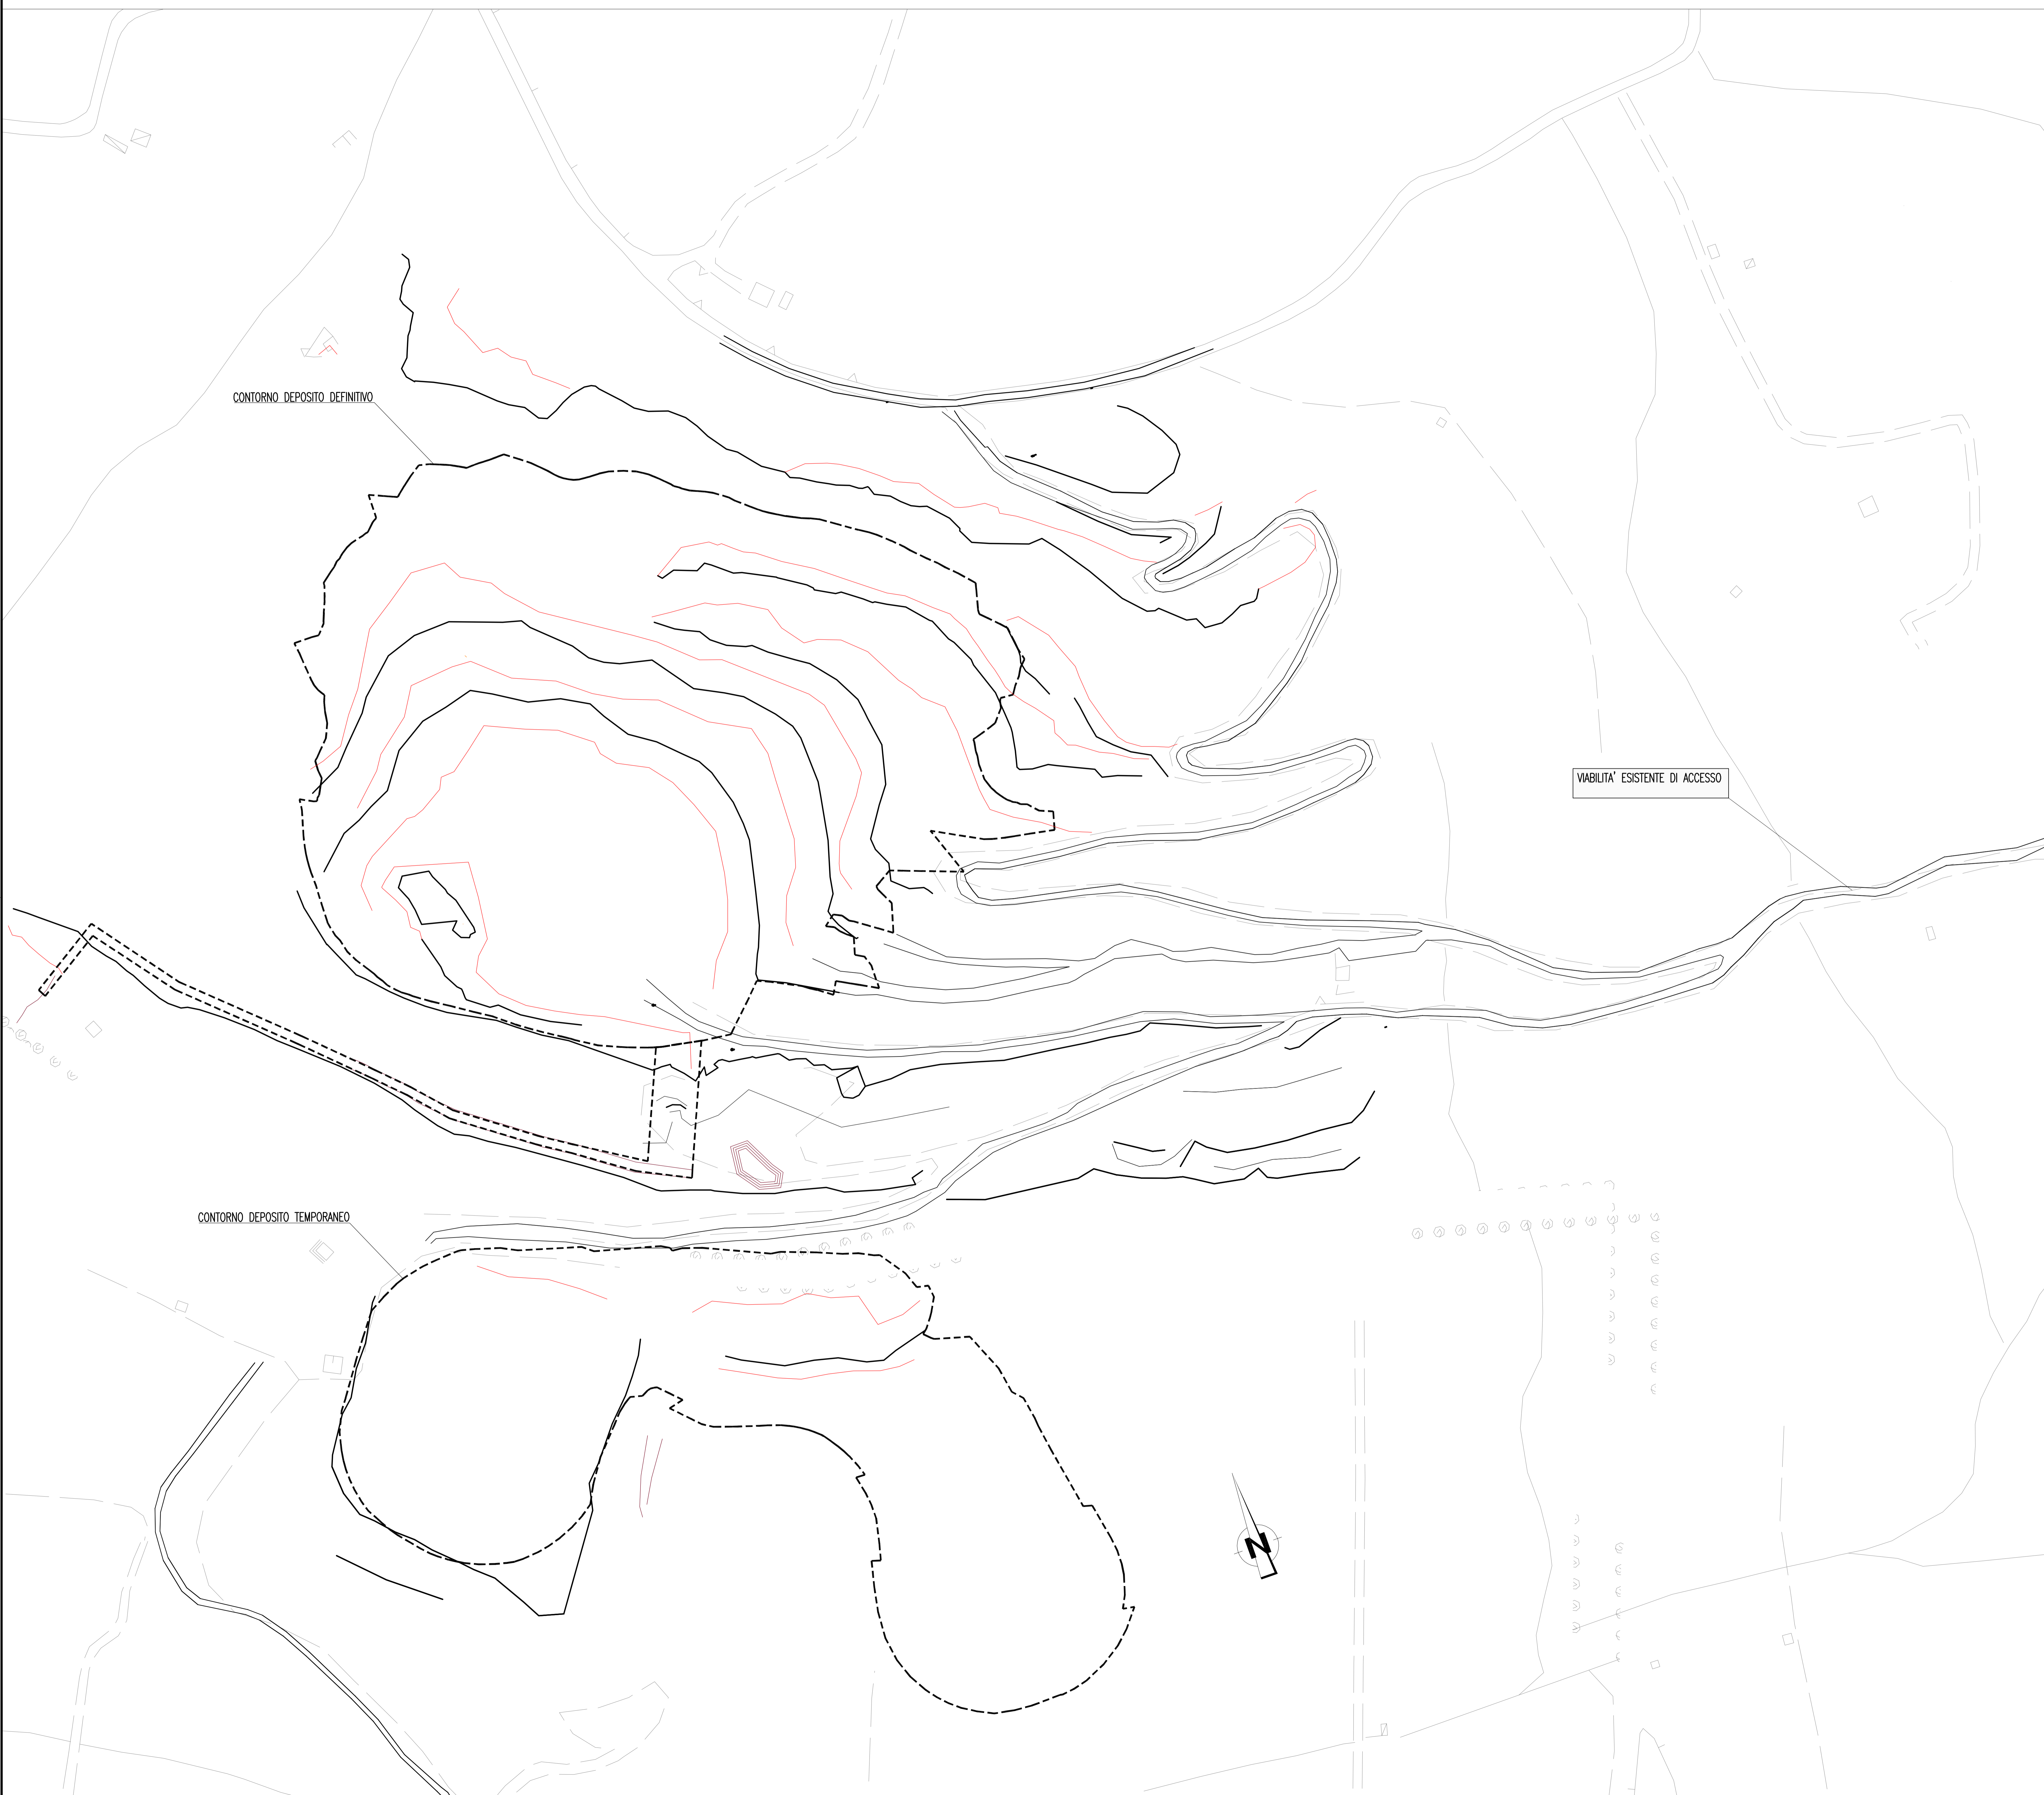 CONTORNO DEPOSITO DEFINITIVO
VIABILITA' ESISTENTE DI ACCESSO
CONTORNO DEPOSITO TEMPORANEO
N